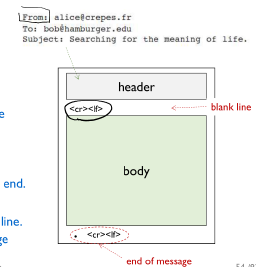 From: alice@crepes.fr
To: bob@hamburger.edu
Subject: Searching for the meaning of life.
header
<cr><lf>
blank line
e
body
end.
line.
ge
. <cr><lf>
end of message